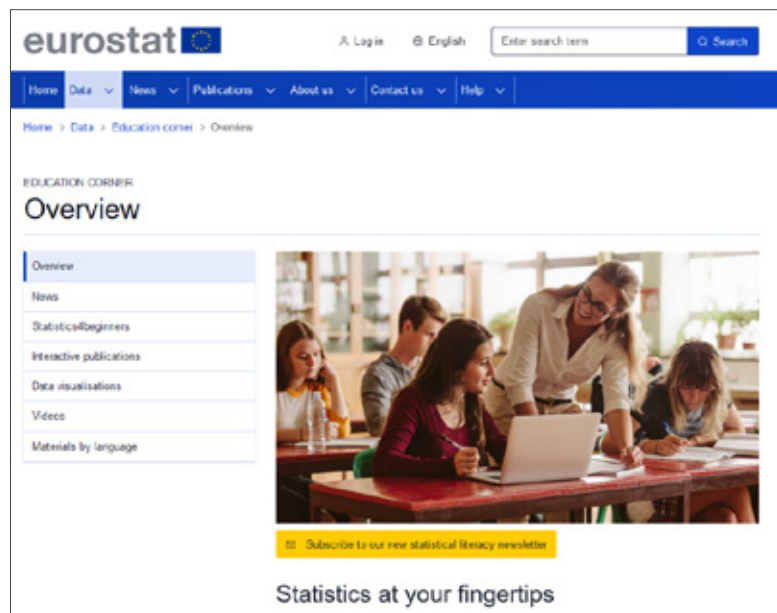 eurostat
Log in English Enter search term Search
Home Data News Publications About us Contact us Help
Home > Data > Education corner > Overview
EDUCATION CORNER
Overview
Overview
News
Statistics4beginners
Interactive publications
Data visualisations
Videos
Materials by language
Subscribe to our new statistical literacy newsletter
Statistics at your fingertips